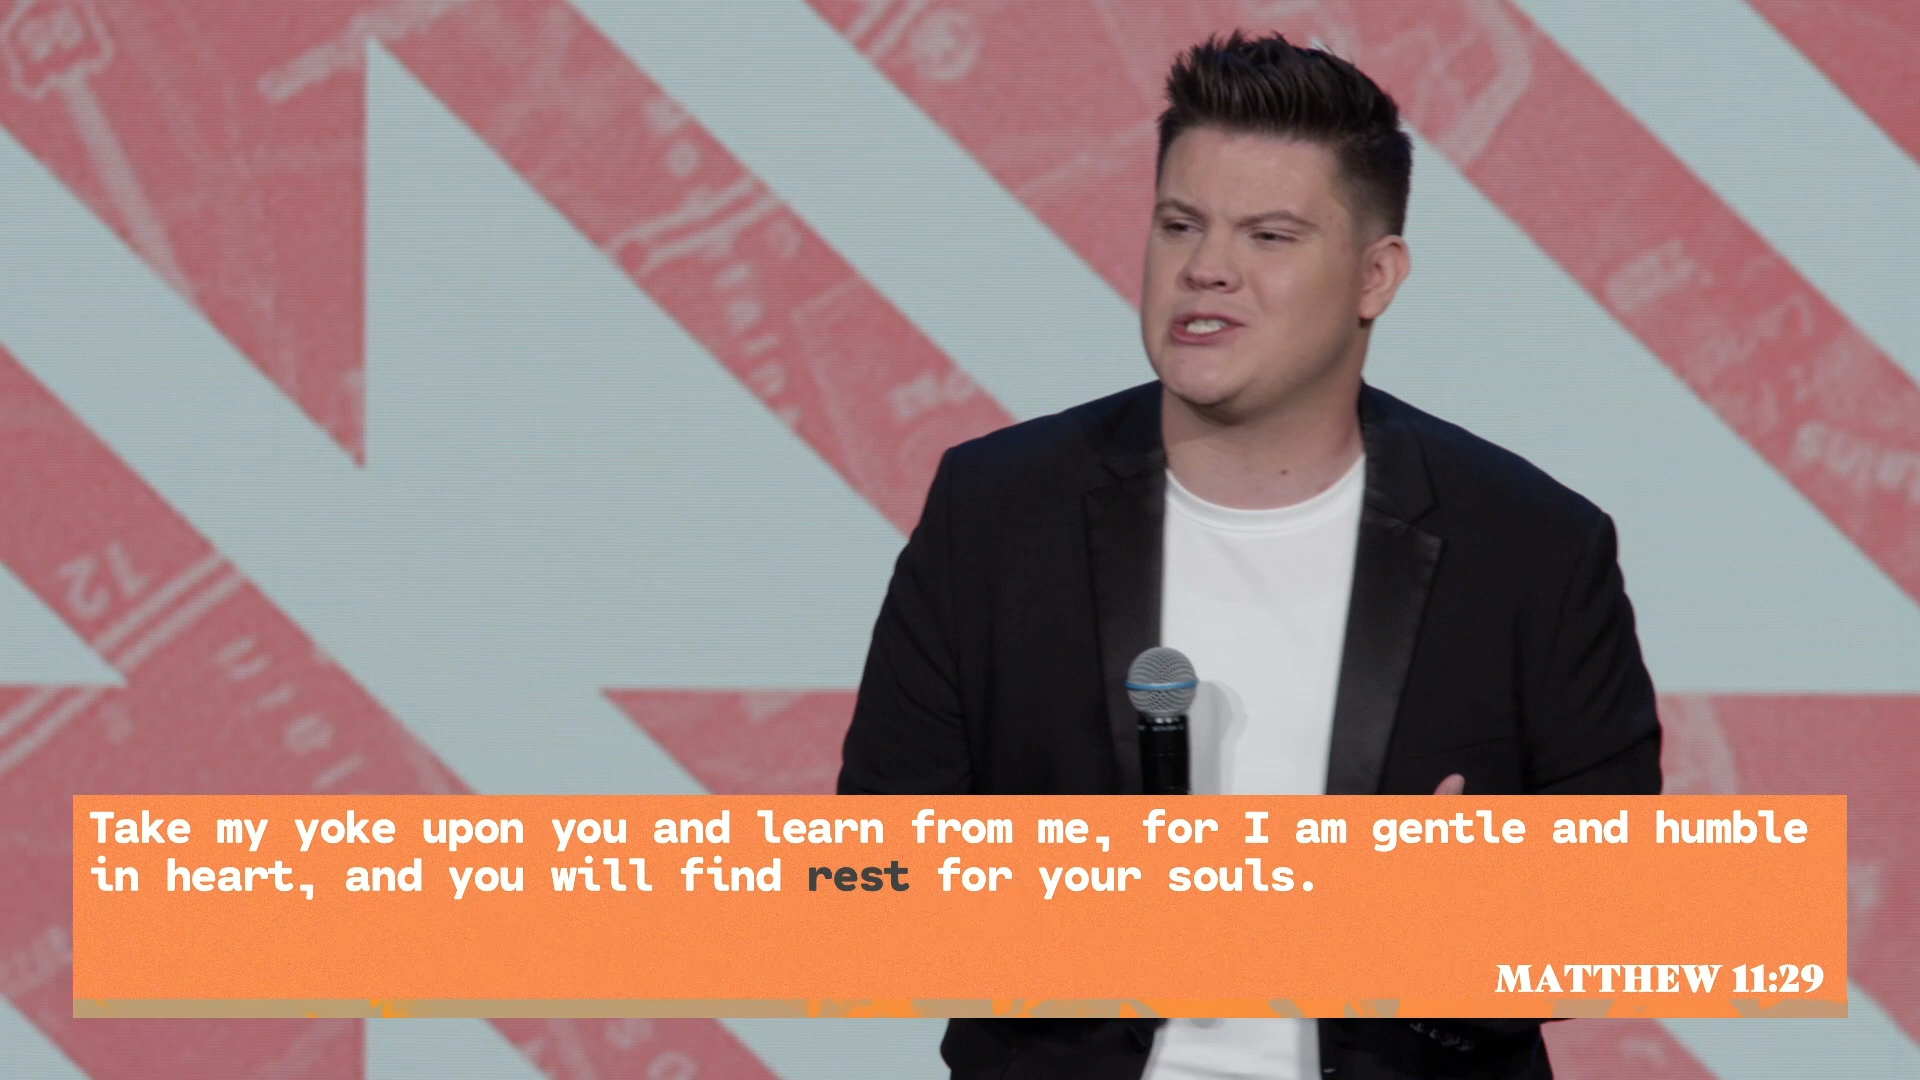 Take my yoke upon you and learn from me, for I am gentle and humble
in heart, and you will find rest for your souls.
MATTHEW 11:29